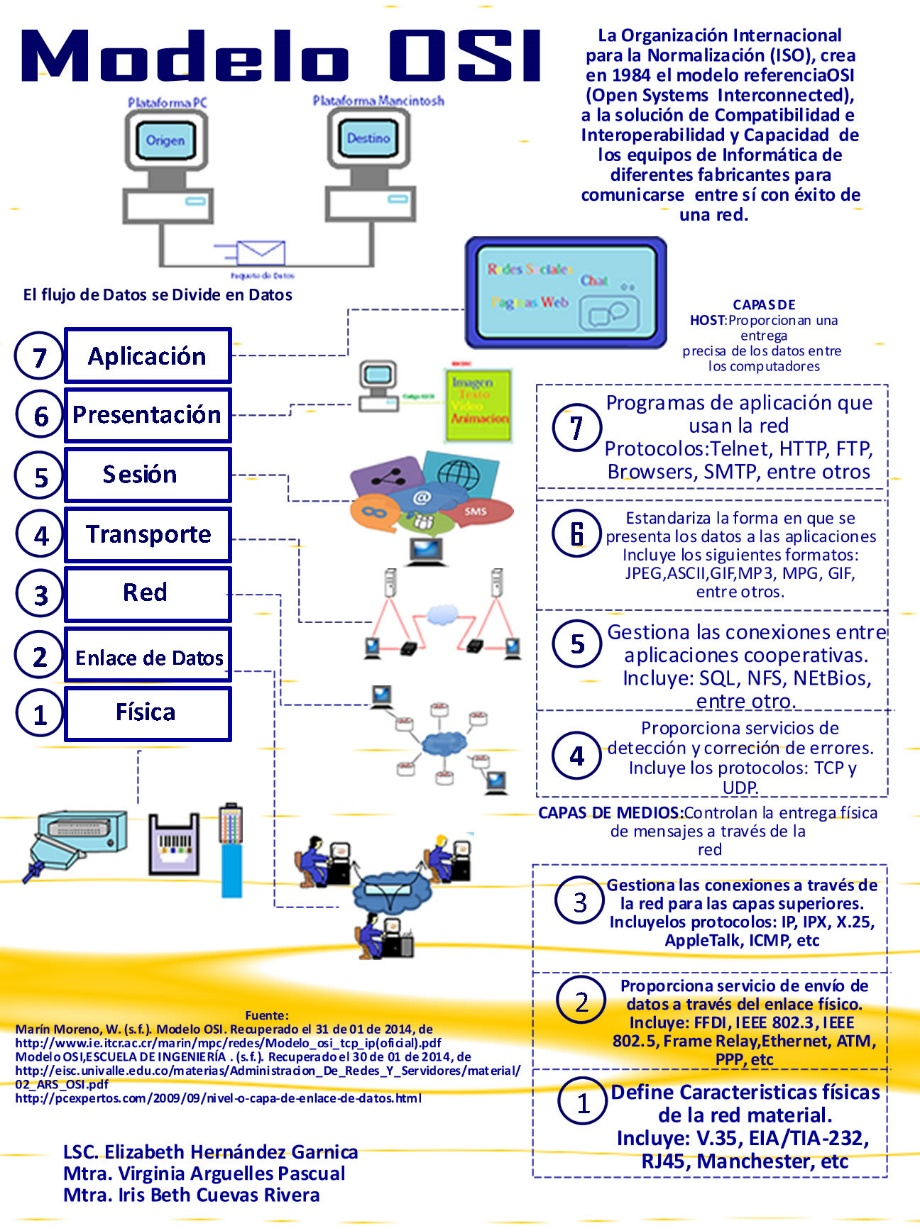 Modelo OSI
La Organización Internacional
para la Normalización (ISO), crea
en 1984 el modelo referenciaOSI
(Open Systems Interconnected),
a la solución de Compatibilidad e
Interoperabilidad y Capacidad de
los equipos de Informática de
diferentes fabricantes para
comunicarse entre sí con éxito de
una red.
Plataforma PC
Plataforma Mancintosh
Origen
Destino
Paquete de Datos
El flujo de Datos se Divide en Datos
Redes Sociales
Chat
Paginas Web
7 Aplicación
6 Presentación
5 Sesión
4 Transporte
3 Red
2 Enlace de Datos
1 Física
Código ASCII
Imagen
Texto
Video
Animacion
@
SMS
CAPAS DE
HOST:Proporcionan una
entrega
precisa de los datos entre
los computadores
7
Programas de aplicación que
usan la red
Protocolos:Telnet, HTTP, FTP,
Browsers, SMTP, entre otros
6
Estandariza la forma en que se
presenta los datos a las aplicaciones
Incluye los siguientes formatos:
JPEG,ASCII,GIF,MP3, MPG, GIF,
entre otros.
5
Gestiona las conexiones entre
aplicaciones cooperativas.
Incluye: SQL, NFS, NEtBios,
entre otro.
4
Proporciona servicios de
detección y correción de errores.
Incluye los protocolos: TCP y
UDP.
CAPAS DE MEDIOS:Controlan la entrega física
de mensajes a través de la
red
3
Gestiona las conexiones a través de
la red para las capas superiores.
Incluyelos protocolos: IP, IPX, X.25,
AppleTalk, ICMP, etc
2
Proporciona servicio de envío de
datos a través del enlace físico.
Incluye: FFDI, IEEE 802.3, IEEE
802.5, Frame Relay,Ethernet, ATM,
PPP, etc
1
Define Caracteristicas físicas
de la red material.
Incluye: V.35, EIA/TIA-232,
RJ45, Manchester, etc
Fuente:
Marín Moreno, W. (s.f.). Modelo OSI. Recuperado el 31 de 01 de 2014, de
http://www.ie.itcr.ac.cr/marin/mpc/redes/Modelo_osi_tcp_ip(oficial).pdf
Modelo OSI,ESCUELA DE INGENIERÍA . (s.f.). Recuperado el 30 de 01 de 2014, de
http://eisc.univalle.edu.co/materias/Administracion_De_Redes_Y_Servidores/material/
02_ARS_OSI.pdf
http://pcexpertos.com/2009/09/nivel-o-capa-de-enlace-de-datos.html
LSC. Elizabeth Hernández Garnica
Mtra. Virginia Arguelles Pascual
Mtra. Iris Beth Cuevas Rivera